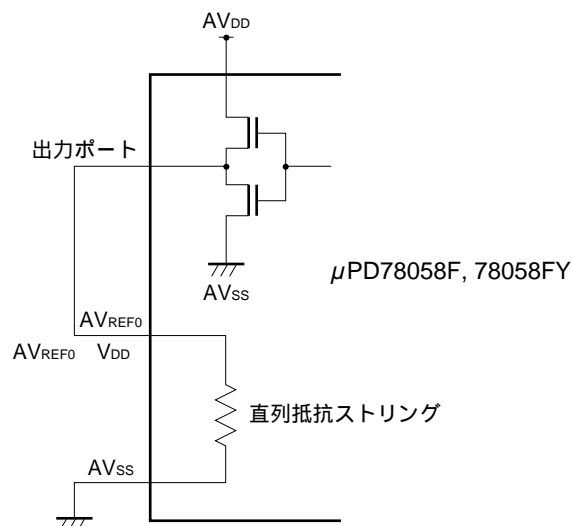 AVDD
出力ポート
μPD78058F, 78058FY
AVSS
AVREF0
AVREF0 VDD
直列抵抗ストリング
AVSS